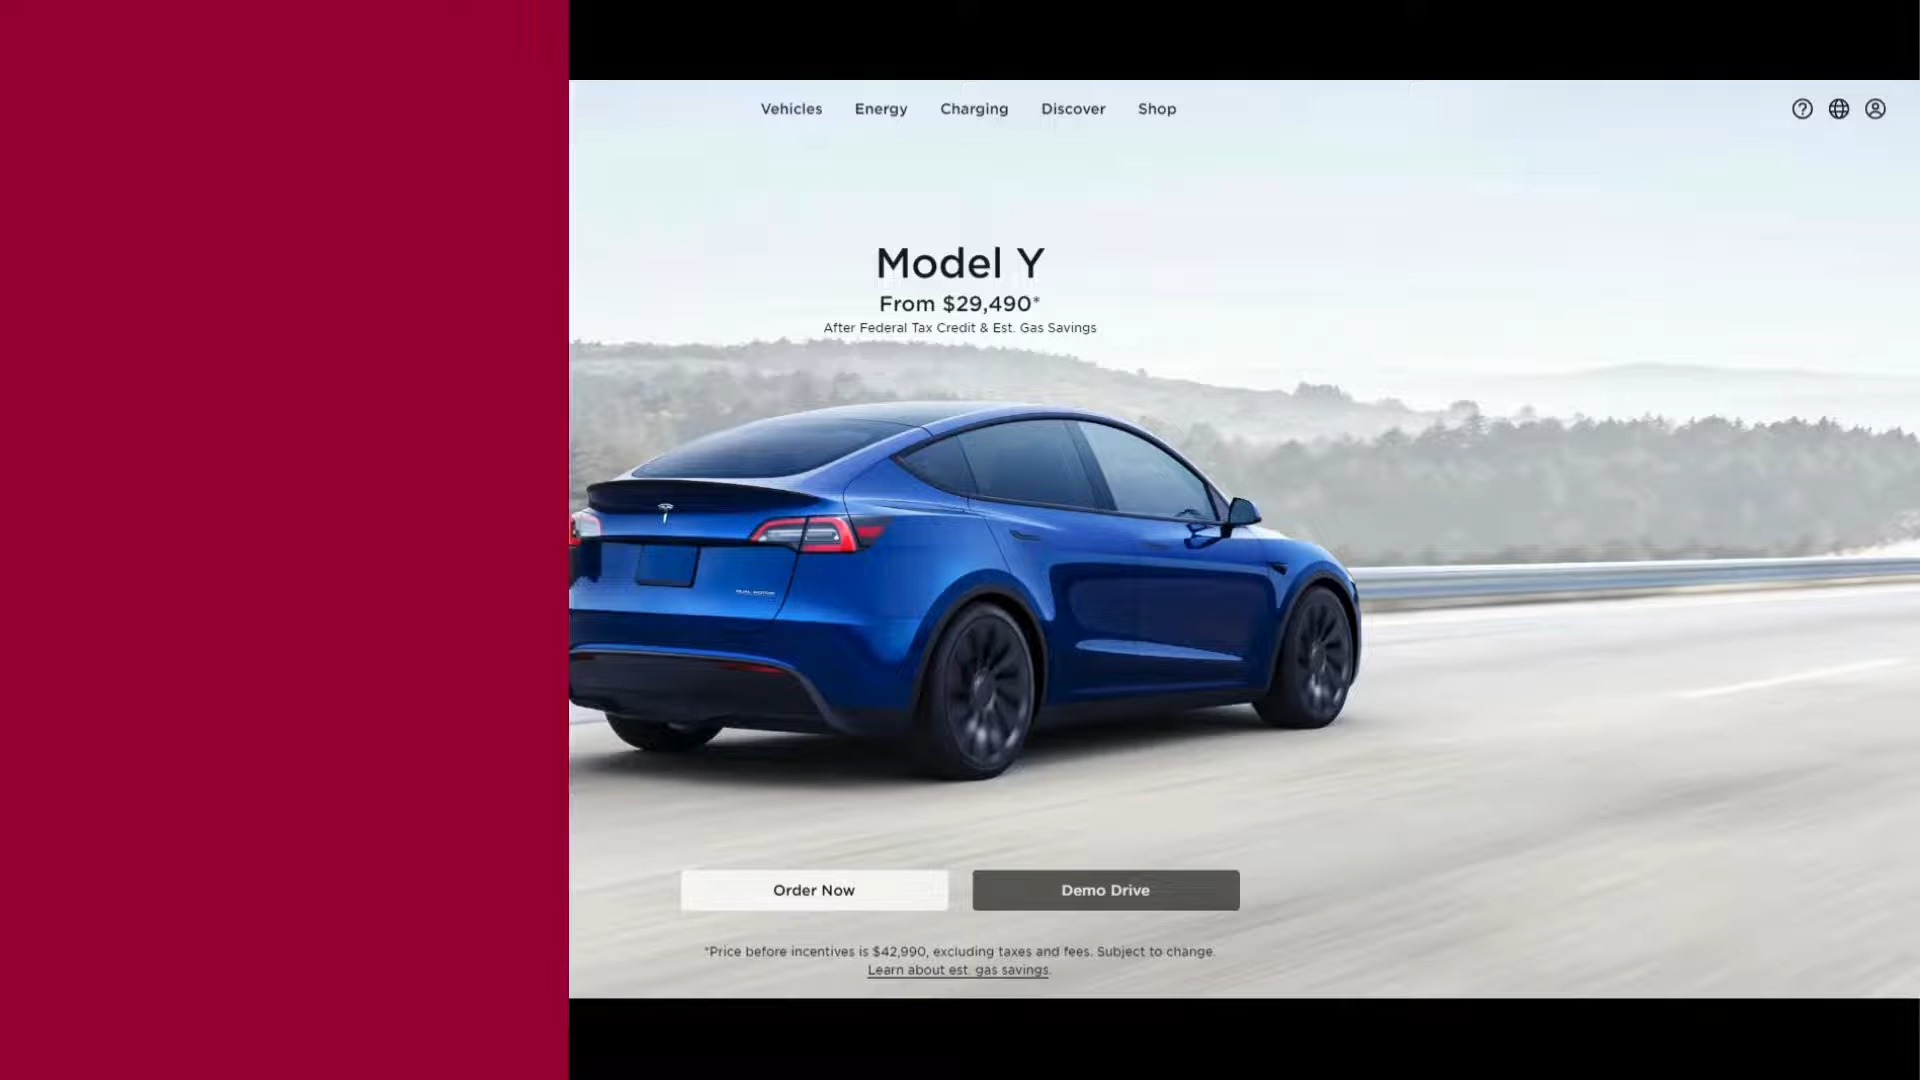 Vehicles Energy Charging Discover Shop
Model Y
From $29,490*
After Federal Tax Credit & Est. Gas Savings
DUAL MOTOR
Order Now Demo Drive
*Price before incentives is $42,990, excluding taxes and fees. Subject to change.
Learn about est. gas savings.